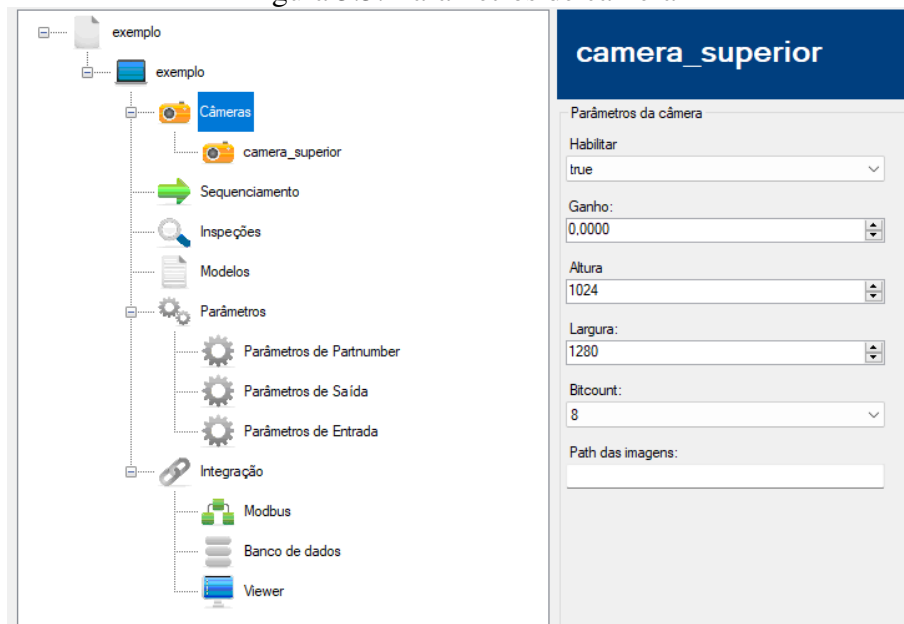 exemplo
exemplo
Câmeras
camera_superior
Sequenciamento
Inspeções
Modelos
Parâmetros
Parâmetros de Partnumber
Parâmetros de Saída
Parâmetros de Entrada
Integração
Modbus
Banco de dados
Viewer
camera_superior
Parâmetros da câmera
Habilitar
true
Ganho:
0,0000
Altura
1024
Largura:
1280
Bitcount:
8
Path das imagens: